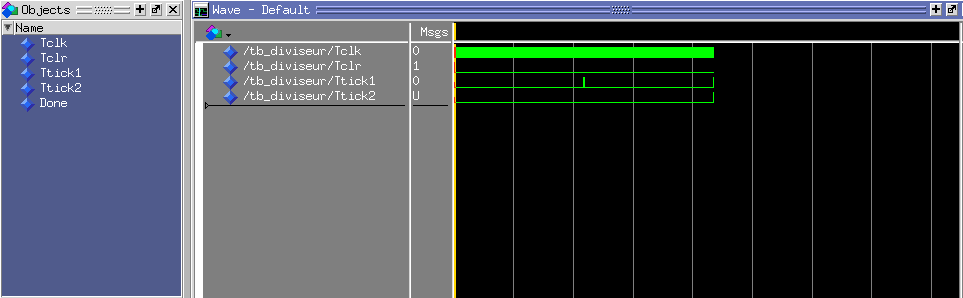 Objects
Name
Tclk
Tclr
Ttick1
Ttick2
Done
Wave - Default
Msgs
/tb_diviseur/Tclk 0
/tb_diviseur/Tclr 1
/tb_diviseur/Ttick1 0
/tb_diviseur/Ttick2 U